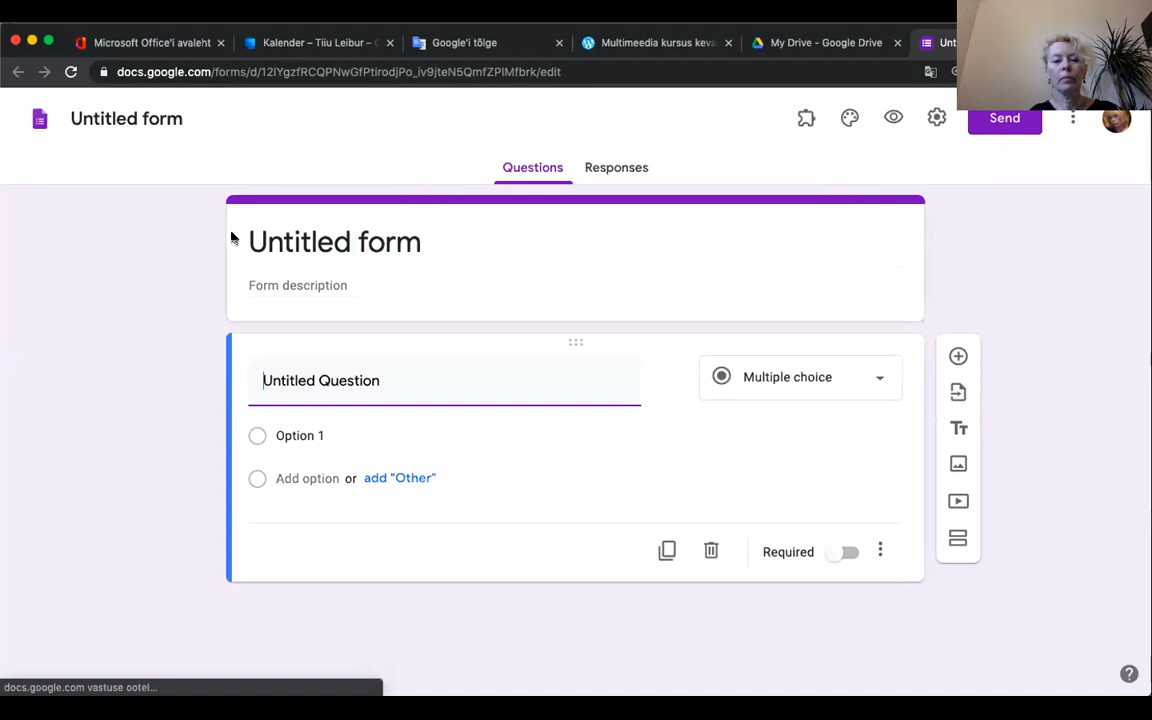 Microsoft Office'i avaleht
Kalender – Tiiu Leibur –
Google'i tõlge
Multimeedia kursus kev
My Drive - Google Drive
Unt
docs.google.com/forms/d/12lYgzfRCQPNwGfPtirodjPo_iv9jteN5QmfZPlMfbrk/edit
Untitled form
Send
Questions
Responses
Untitled form
Form description
Untitled Question
Multiple choice
Option 1
Add option or add "Other"
Required
docs.google.com vastuse ootel...